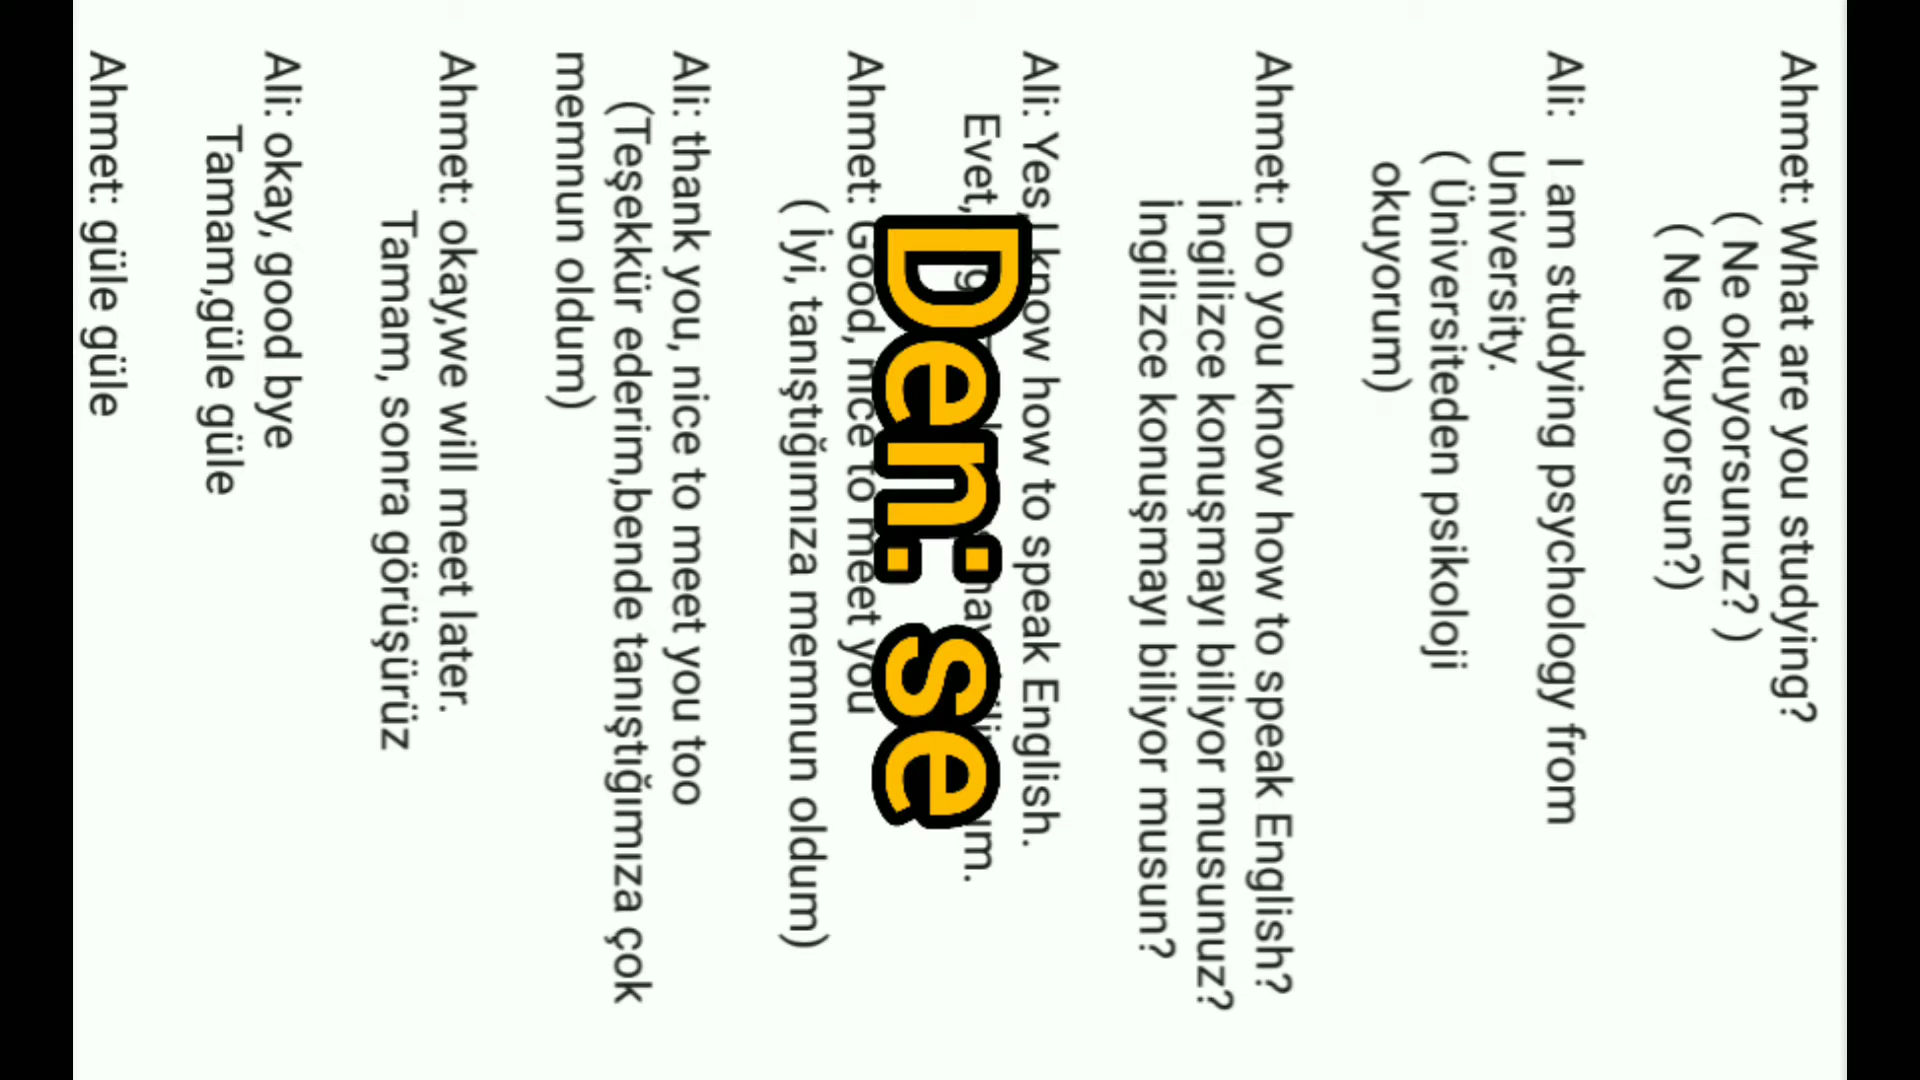 Ahmet: What are you studying?
( Ne okuyorsunuz? )
( Ne okuyorsun?)
Ali: I am studying psychology from
Üniversity.
( Üniversiteden psikoloji
okuyorum)
Ahmet: Do you know how to speak English?
İngilizce konuşmayı biliyor musunuz?
İngilizce konuşmayı biliyor musun?
Ali: Yes, I know how to speak English.
Evet,
Ahmet: Good, nice to meet you
( İyi, tanıştığımıza memnun oldum)
Ali: thank you, nice to meet you too
(Teşekkür ederim,bende tanıştığımıza çok
memnun oldum)
Ahmet: okay,we will meet later.
Tamam, sonra görüşürüz
Ali: okay, good bye
Tamam,güle güle
Ahmet: güle güle
Den: se